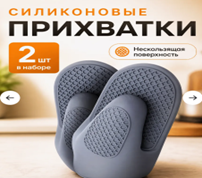 СИЛИКОНОВЫЕ
ПРИХВАТКИ
2 шт
в наборе
Нескользящая
поверхность